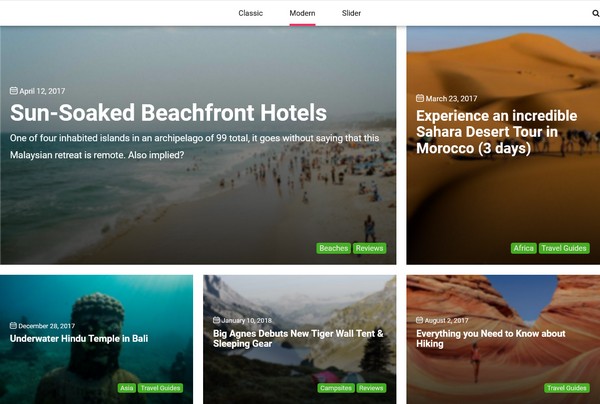 Classic
Modern
Slider
April 12, 2017
Sun-Soaked Beachfront Hotels
One of four inhabited islands in an archipelago of 99 total, it goes without saying that this
Malaysian retreat is remote. Also implied?
Beaches
Reviews
March 23, 2017
Experience an incredible
Sahara Desert Tour in
Morocco (3 days)
Africa
Travel Guides
December 28, 2017
Underwater Hindu Temple in Bali
Asia
Travel Guides
January 10, 2018
Big Agnes Debuts New Tiger Wall Tent &
Sleeping Gear
Campsites
Reviews
August 2, 2017
Everything you Need to Know about
Hiking
Travel Guides